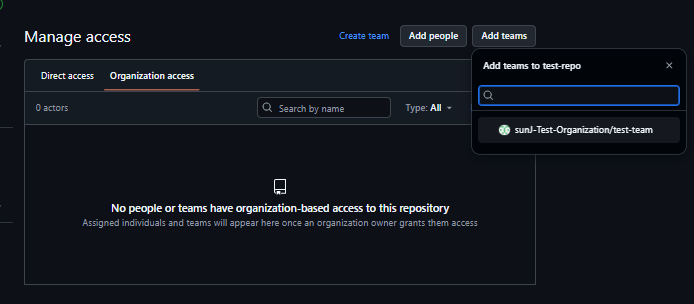 Manage access
Create team
Add people
Add teams
Add teams to test-repo
Direct access
Organization access
0 actors
Search by name
Type: All
sunJ-Test-Organization/test-team
No people or teams have organization-based access to this repository
Assigned individuals and teams will appear here once an organization owner grants them access